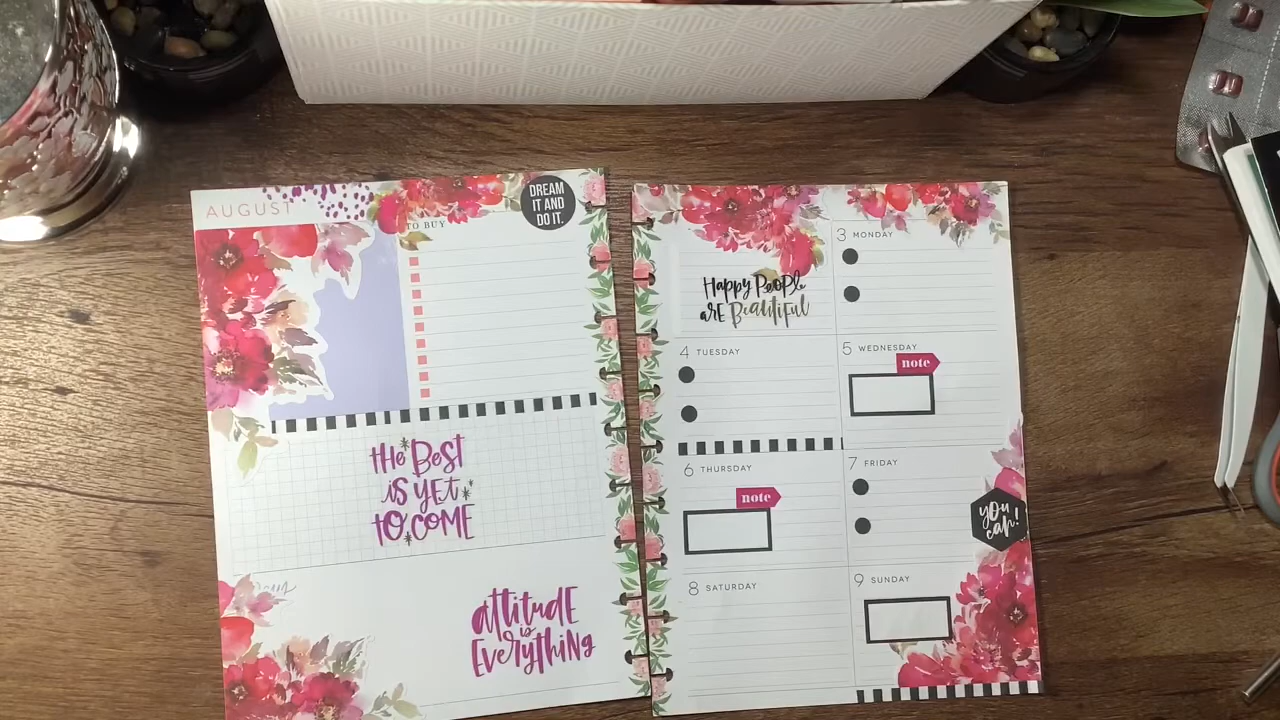 AUGUST
DREAM
IT AND
DO IT.
TO BUY
the Best
is yet
to come
attitude
is
Everything
Happy People
are Beautiful
3 MONDAY
4 TUESDAY
5 WEDNESDAY
note
6 THURSDAY
note
7 FRIDAY
you
can!
8 SATURDAY
9 SUNDAY